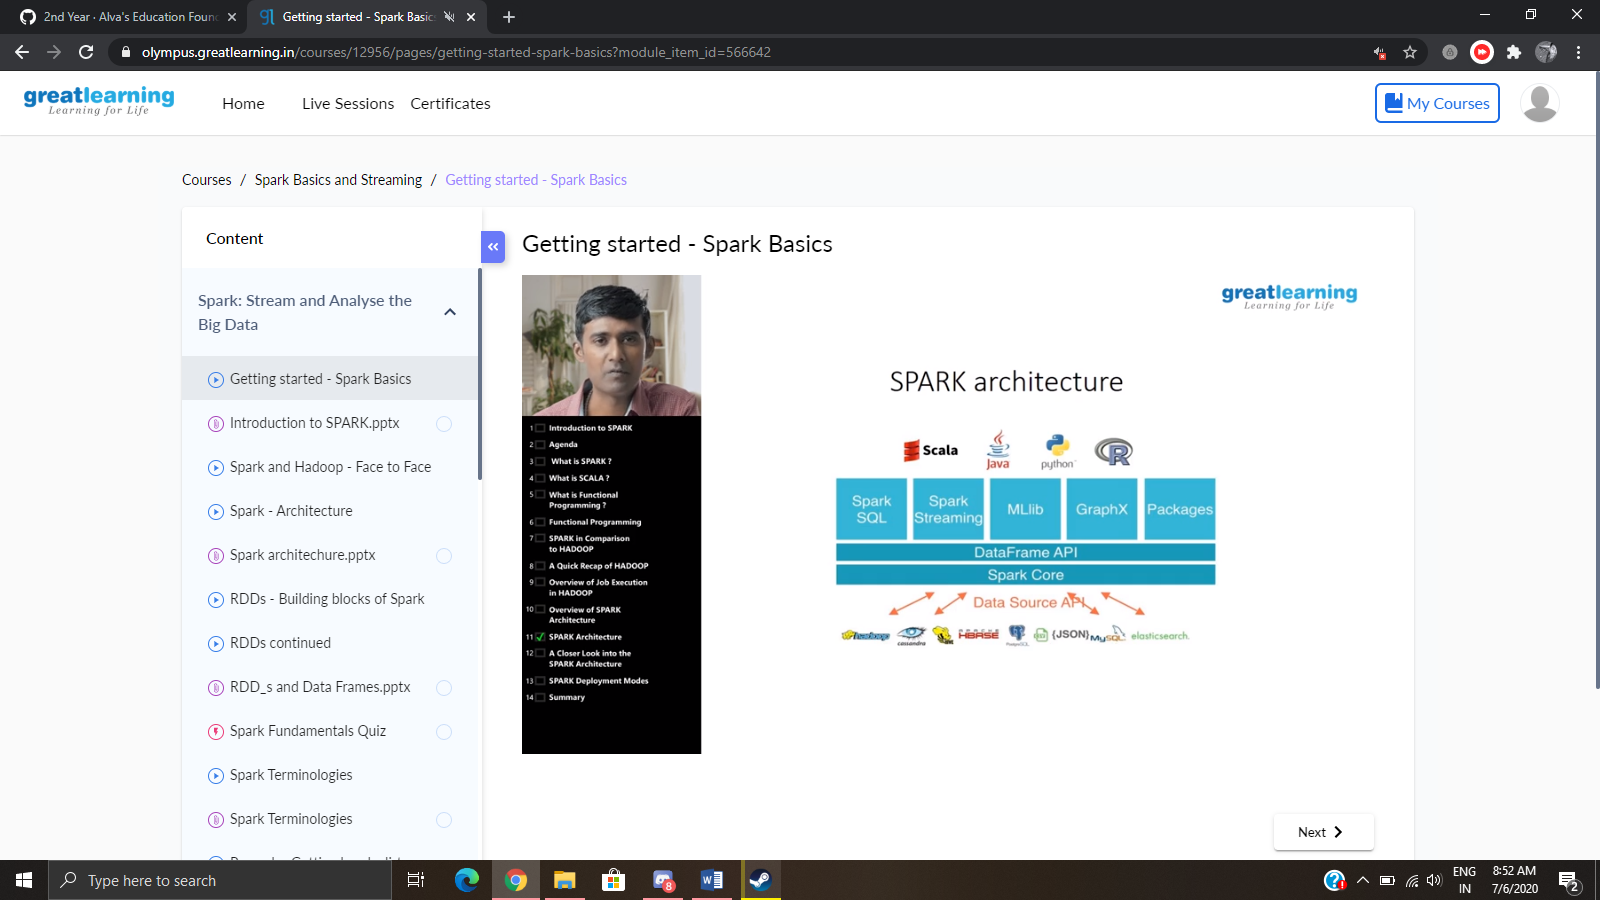 2nd Year · Alva's Education Foun
Getting started - Spark Basics
olympus.greatlearning.in/courses/12956/pages/getting-started-spark-basics?module_item_id=566642
greatlearning
Learning for Life
Home
Live Sessions
Certificates
My Courses
Courses / Spark Basics and Streaming / Getting started - Spark Basics
Content
Spark: Stream and Analyse the
Big Data
Getting started - Spark Basics
Introduction to SPARK.pptx
Spark and Hadoop - Face to Face
Spark - Architecture
Spark architechure.pptx
RDDs - Building blocks of Spark
RDDs continued
RDD_s and Data Frames.pptx
Spark Fundamentals Quiz
Spark Terminologies
Spark Terminologies
Getting started - Spark Basics
1 Introduction to SPARK
2 Agenda
3 What is SPARK ?
4 What is SCALA ?
5 What is Functional
Programming ?
6 Functional Programming
7 SPARK in Comparison
to HADOOP
8 A Quick Recap of HADOOP
9 Overview of Job Execution
in HADOOP
10 Overview of SPARK
Architecture
11 SPARK Architecture
12 A Closer Look into the
SPARK Architecture
13 SPARK Deployment Modes
14 Summary
greatlearning
Learning for Life
SPARK architecture
Scala
Java
python
R
Spark
SQL
Spark
Streaming
MLlib
GraphX
Packages
DataFrame API
Spark Core
Data Source API
hadoop
cassandra
HBASE
PostgreSQL
{JSON}
MySQL
elasticsearch.
Next
Type here to search
8
ENG
IN
8:52 AM
7/6/2020
2